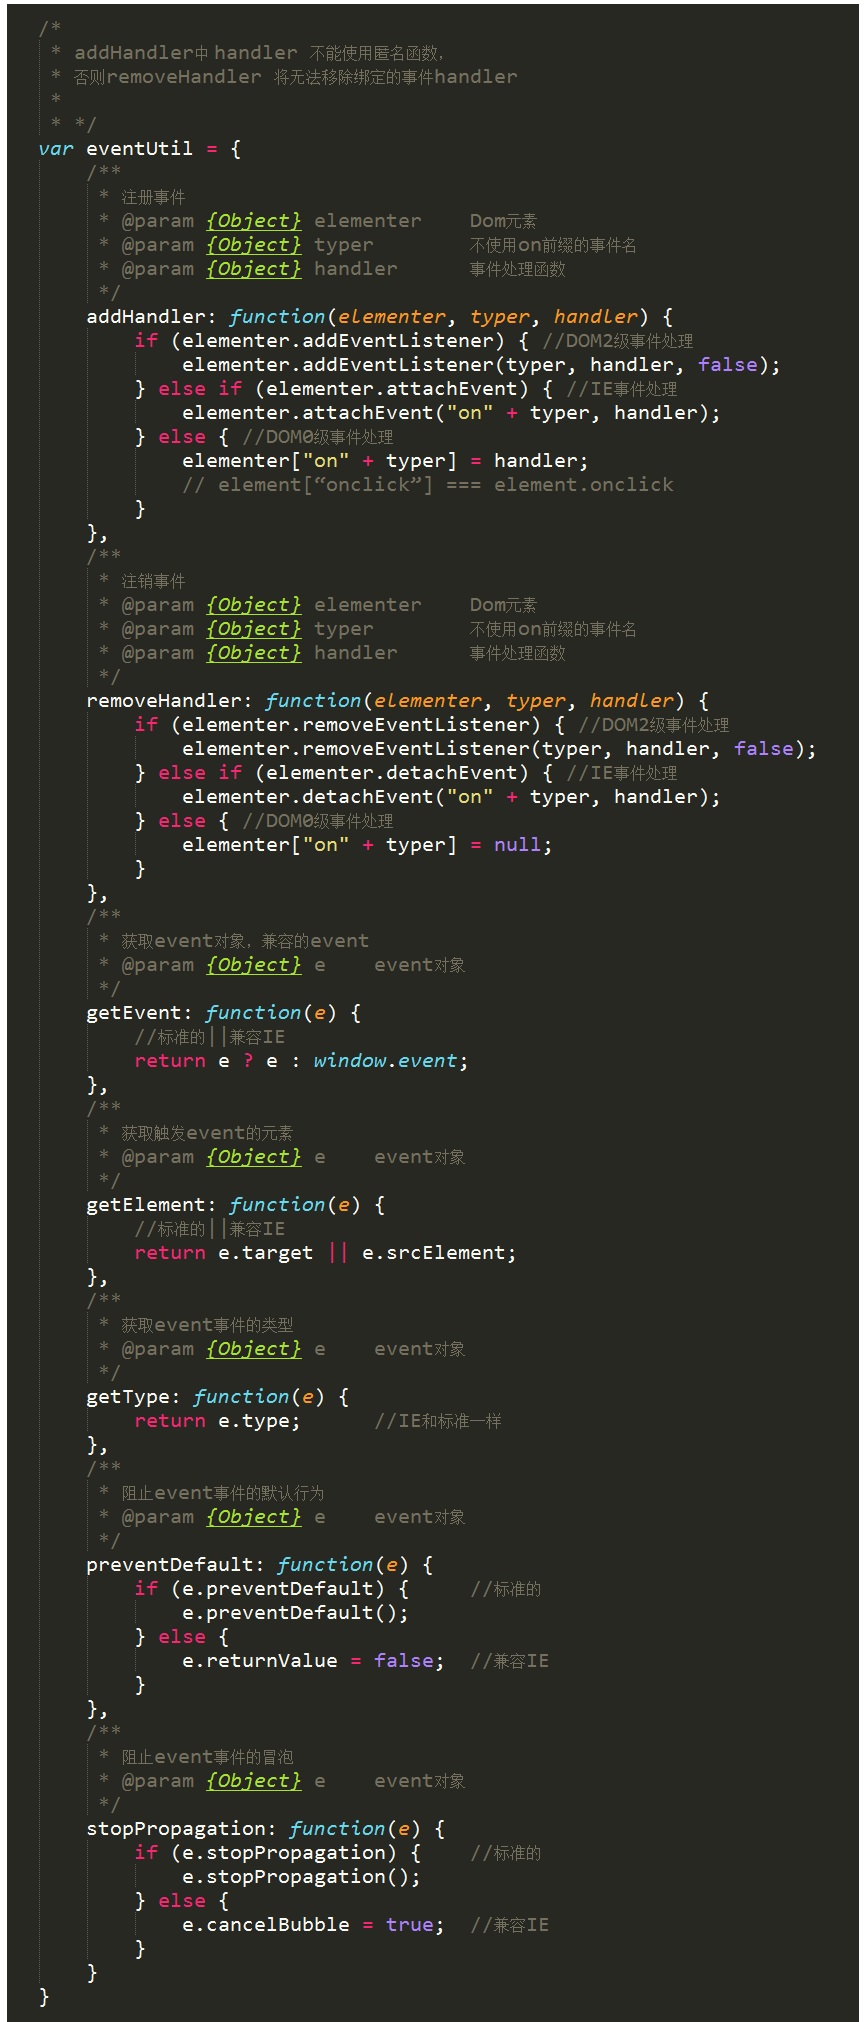 /*
 * addHandler中 handler 不能使用匿名函数，
 * 否则removeHandler 将无法移除绑定的事件handler
 *
 * */
var eventUtil = {
    /**
     * 注册事件
     * @param {Object} elementer    Dom元素
     * @param {Object} typer        不使用on前缀的事件名
     * @param {Object} handler      事件处理函数
     */
    addHandler: function(elementer, typer, handler) {
        if (elementer.addEventListener) { //DOM2级事件处理
            elementer.addEventListener(typer, handler, false);
        } else if (elementer.attachEvent) { //IE事件处理
            elementer.attachEvent("on" + typer, handler);
        } else { //DOM0级事件处理
            elementer["on" + typer] = handler;
            // element[“onclick”] === element.onclick
        }
    },
    /**
     * 注销事件
     * @param {Object} elementer    Dom元素
     * @param {Object} typer        不使用on前缀的事件名
     * @param {Object} handler      事件处理函数
     */
    removeHandler: function(elementer, typer, handler) {
        if (elementer.removeEventListener) { //DOM2级事件处理
            elementer.removeEventListener(typer, handler, false);
        } else if (elementer.detachEvent) { //IE事件处理
            elementer.detachEvent("on" + typer, handler);
        } else { //DOM0级事件处理
            elementer["on" + typer] = null;
        }
    },
    /**
     * 获取event对象，兼容的event
     * @param {Object} e    event对象
     */
    getEvent: function(e) {
        //标准的||兼容IE
        return e ? e : window.event;
    },
    /**
     * 获取触发event的元素
     * @param {Object} e    event对象
     */
    getElement: function(e) {
        //标准的||兼容IE
        return e.target || e.srcElement;
    },
    /**
     * 获取event事件的类型
     * @param {Object} e    event对象
     */
    getType: function(e) {
        return e.type;      //IE和标准一样
    },
    /**
     * 阻止event事件的默认行为
     * @param {Object} e    event对象
     */
    preventDefault: function(e) {
        if (e.preventDefault) {     //标准的
            e.preventDefault();
        } else {
            e.returnValue = false;  //兼容IE
        }
    },
    /**
     * 阻止event事件的冒泡
     * @param {Object} e    event对象
     */
    stopPropagation: function(e) {
        if (e.stopPropagation) {    //标准的
            e.stopPropagation();
        } else {
            e.cancelBubble = true;  //兼容IE
        }
    }
}